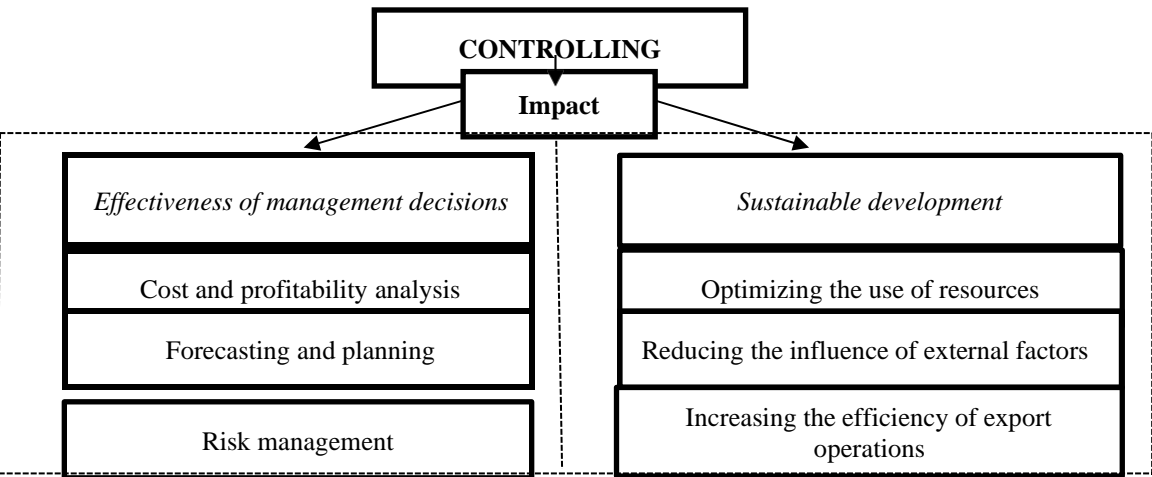 CONTROLLING
Impact
Effectiveness of management decisions
Cost and profitability analysis
Forecasting and planning
Risk management
Sustainable development
Optimizing the use of resources
Reducing the influence of external factors
Increasing the efficiency of export
operations